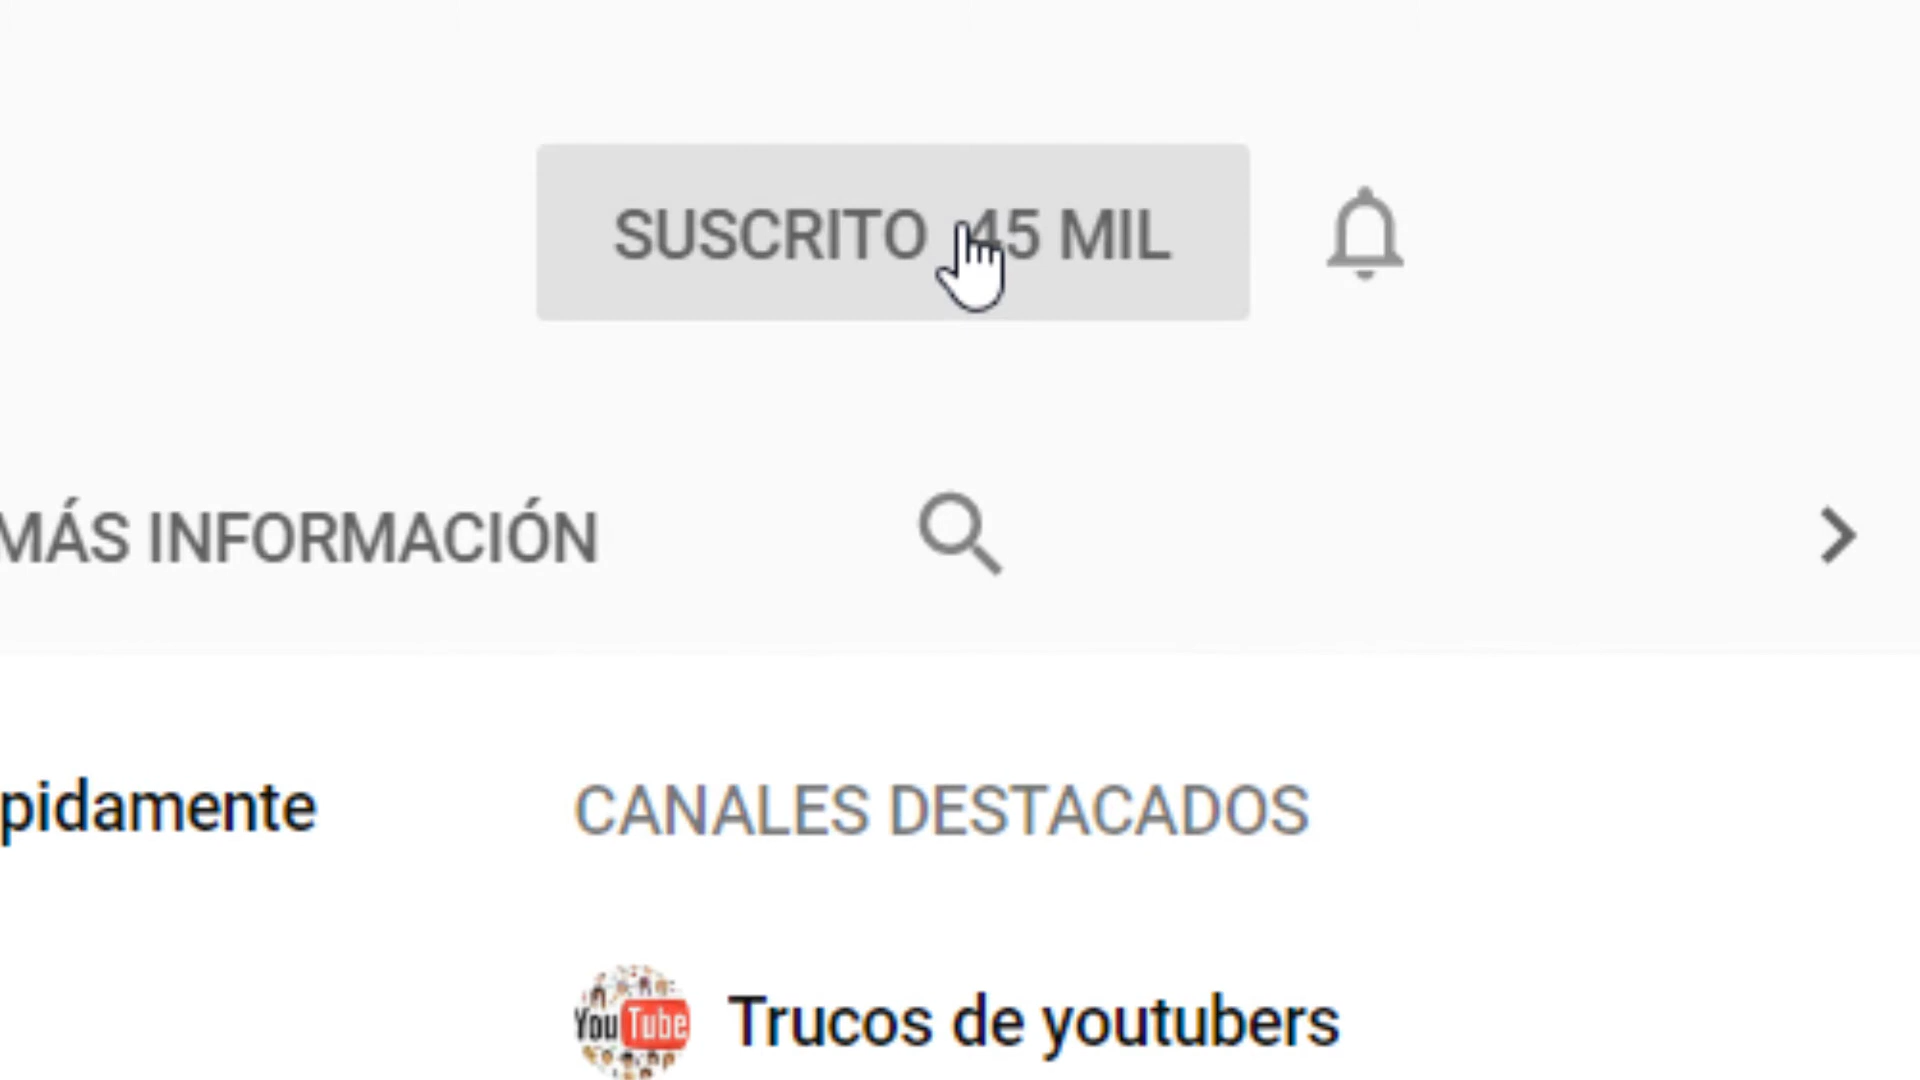 SUSCRITO 45 MIL
MÁS INFORMACIÓN
pidamente
CANALES DESTACADOS
YouTube
Trucos de youtubers